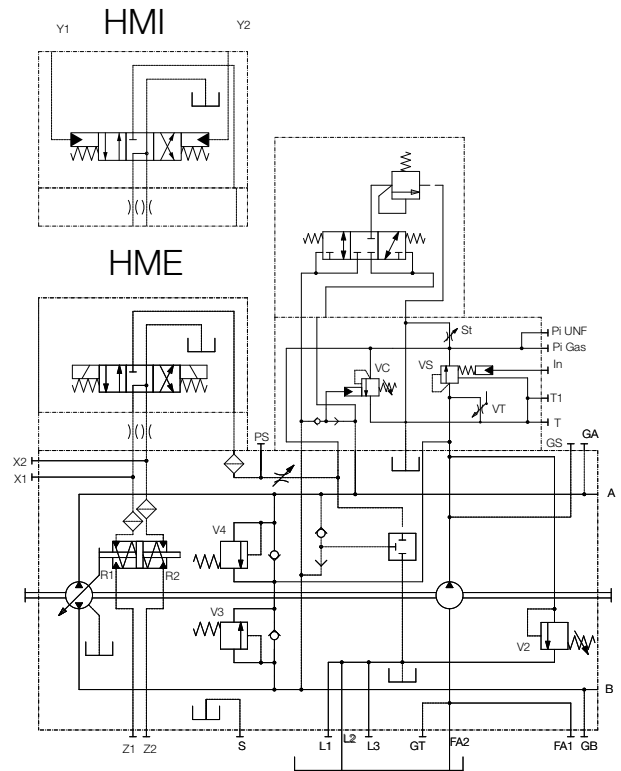 Y1
HMI
Y2
HME
St
Pi UNF
Pi Gas
VC
VS
In
T1
VT
T
PS
GS
GA
X2
X1
A
V4
R1
R2
V3
V2
B
Z1
Z2
S
L1
L2
L3
GT
FA2
FA1
GB